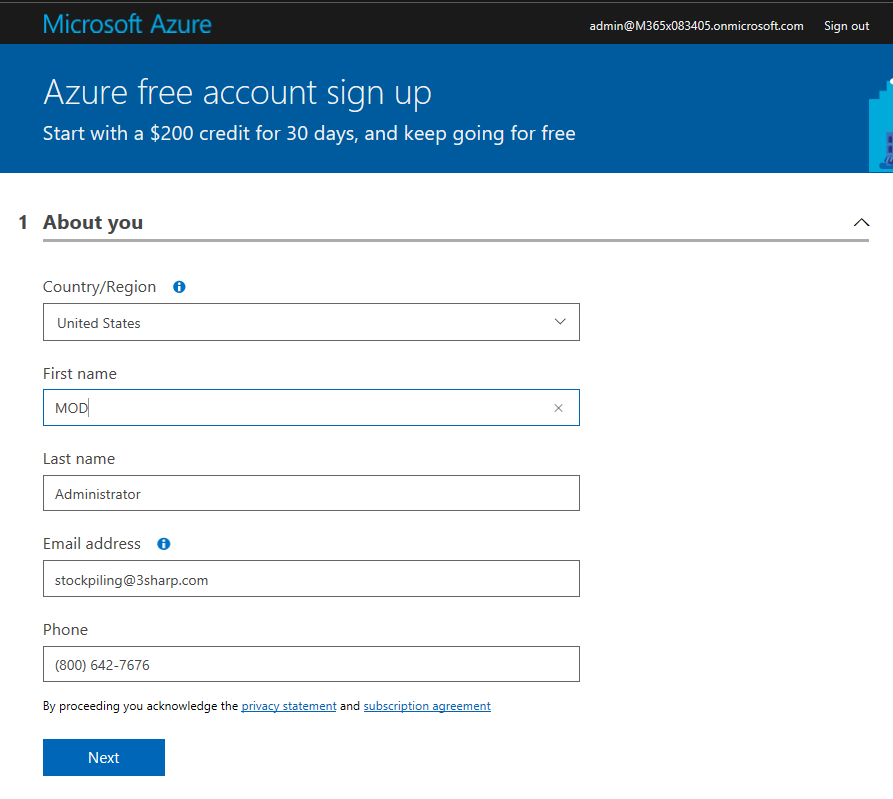 Microsoft Azure
admin@M365x083405.onmicrosoft.com Sign out
Azure free account sign up
Start with a $200 credit for 30 days, and keep going for free
1 About you
Country/Region
United States
First name
MOD
Last name
Administrator
Email address
stockpiling@3sharp.com
Phone
(800) 642-7676
By proceeding you acknowledge the privacy statement and subscription agreement
Next